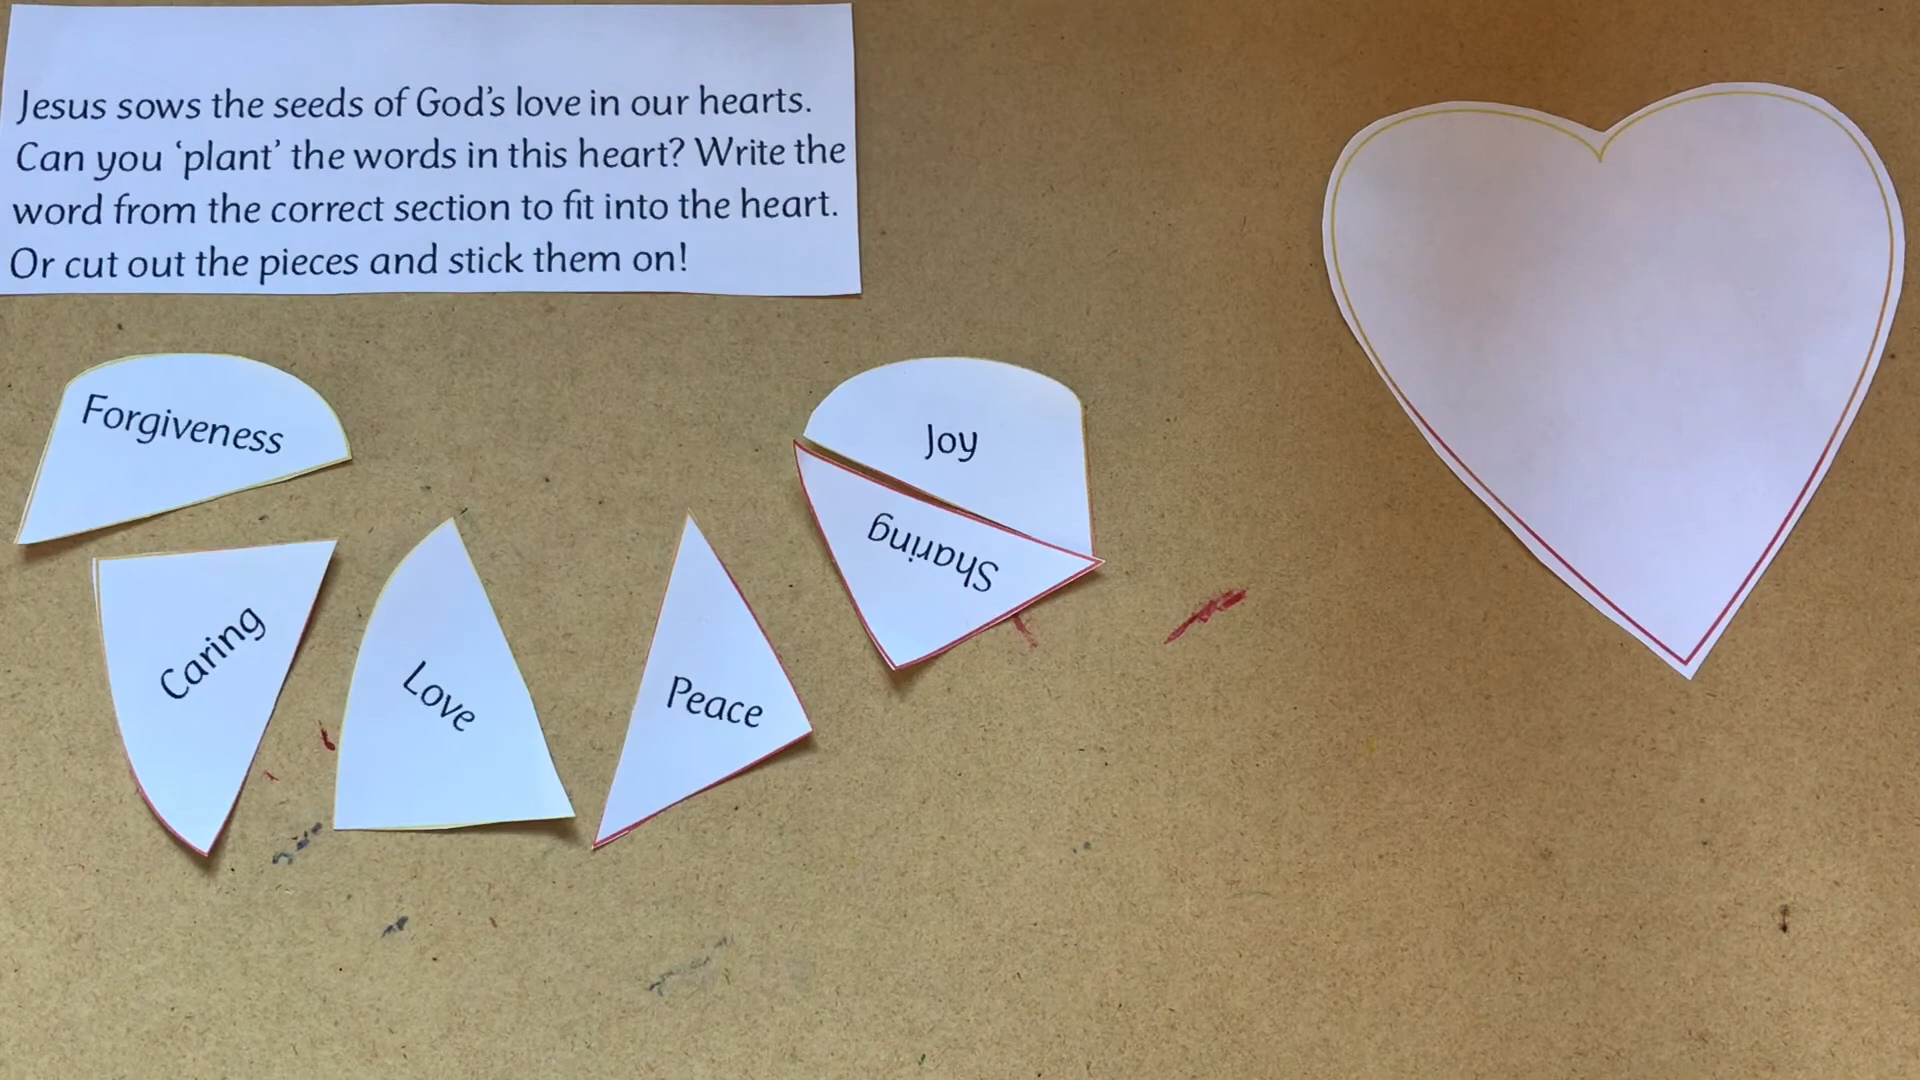 Jesus sows the seeds of God's love in our hearts.
Can you ‘plant’ the words in this heart? Write the
word from the correct section to fit into the heart.
Or cut out the pieces and stick them on!
Forgiveness
Joy
Sharing
Caring
Love
Peace